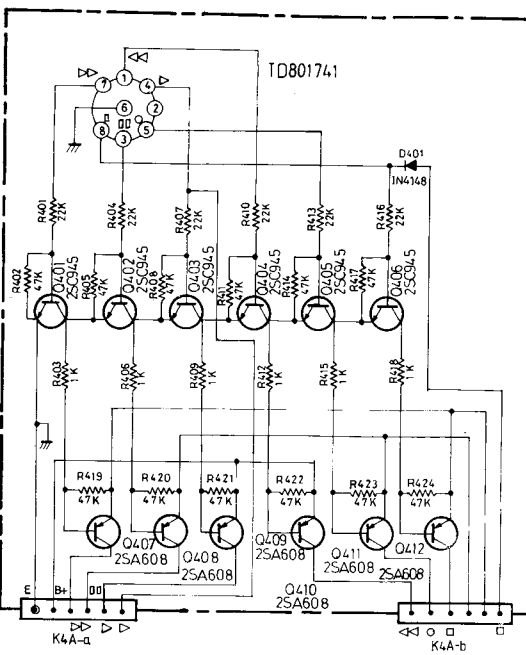 TD801741
1
7
4
6
2
8
3
5
D401
1N4148
R401
22K
R404
22K
R407
22K
R410
22K
R413
22K
R416
22K
R402
47K
Q401
2SC945
R405
47K
Q402
2SC945
R408
47K
Q403
2SC945
R411
47K
Q404
2SC945
R414
47K
Q405
2SC945
R417
47K
Q406
2SC945
R403
1K
R406
1K
R409
1K
R412
1K
R415
1K
R418
1K
R419
47K
R420
47K
R421
47K
R422
47K
R423
47K
R424
47K
Q407
2SA608
Q408
2SA608
Q409
2SA608
Q410
2SA608
Q411
2SA608
Q412
2SA608
E
B+
K4A-a
K4A-b